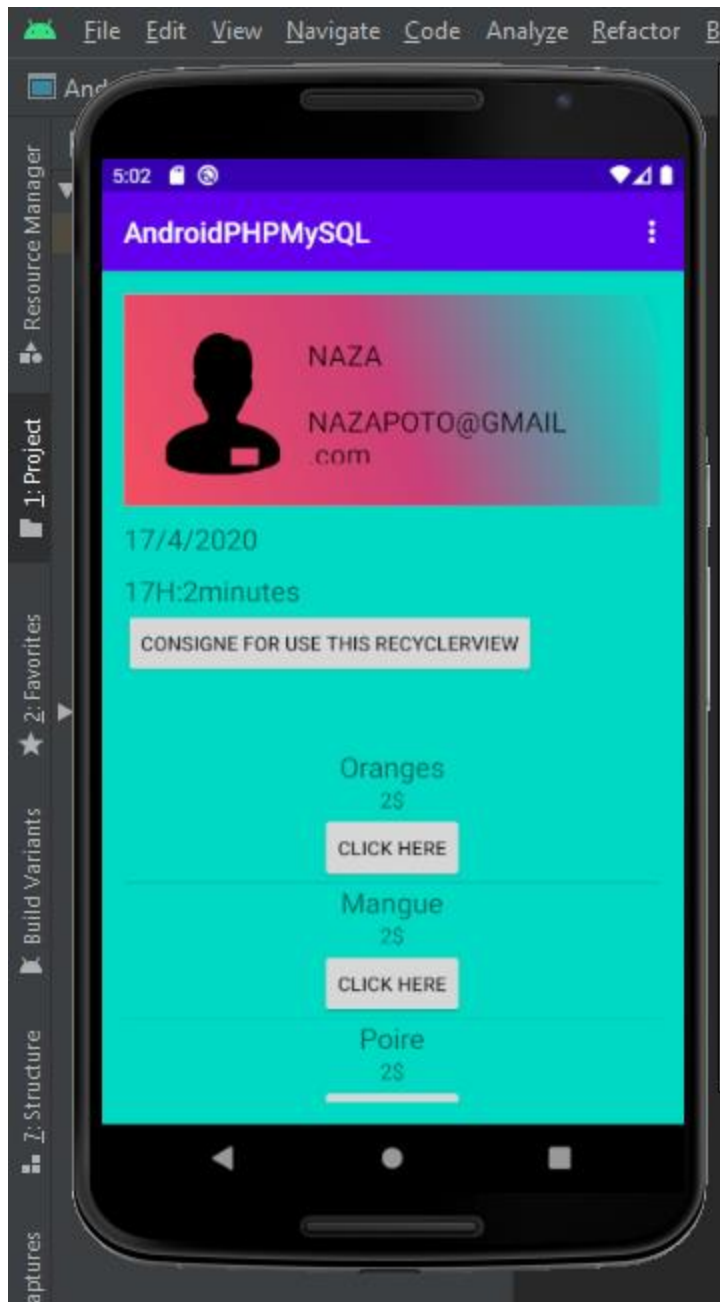 File Edit View Navigate Code Analyze Refactor B
And
Resource Manager
1: Project
2: Favorites
Build Variants
7: Structure
aptures
5:02
AndroidPHPMySQL
NAZA
NAZAPOTO@GMAIL
.com
17/4/2020
17H:2minutes
CONSIGNE FOR USE THIS RECYCLERVIEW
Oranges
2$
CLICK HERE
Mangue
2$
CLICK HERE
Poire
2$